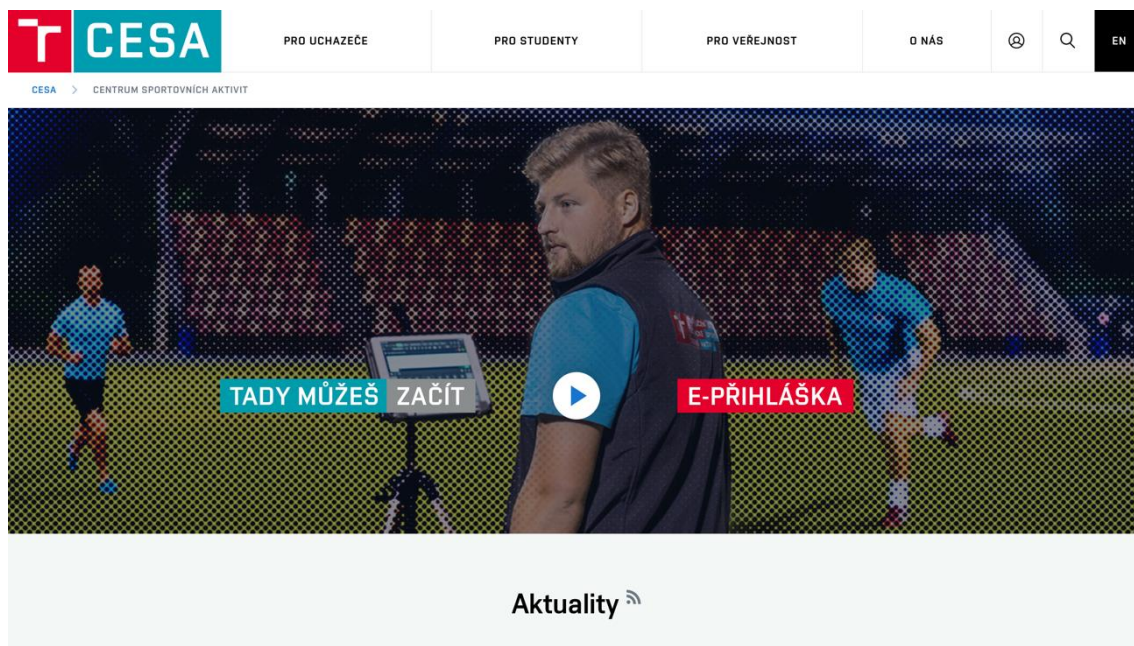 CESA
PRO UCHAZEČE
PRO STUDENTY
PRO VEŘEJNOST
O NÁS
EN
CESA > CENTRUM SPORTOVNÍCH AKTIVIT
TADY MŮŽEŠ ZAČÍT
E-PŘIHLÁŠKA
Aktuality